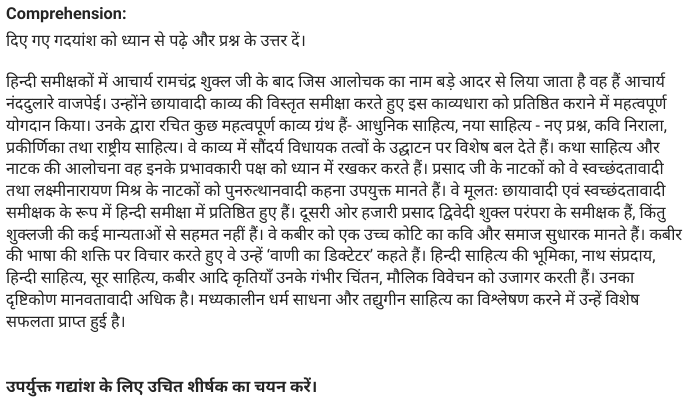 Comprehension:
दिए गए गदयांश को ध्यान से पढ़े और प्रश्न के उत्तर दें।
हिन्दी समीक्षकों में आचार्य रामचंद्र शुक्ल जी के बाद जिस आलोचक का नाम बड़े आदर से लिया जाता है वह हैं आचार्य
नंददुलारे वाजपेई। उन्होंने छायावादी काव्य की विस्तृत समीक्षा करते हुए इस काव्यधारा को प्रतिष्ठित कराने में महत्वपूर्ण
योगदान किया। उनके द्वारा रचित कुछ महत्वपूर्ण काव्य ग्रंथ हैं- आधुनिक साहित्य, नया साहित्य - नए प्रश्न, कवि निराला,
प्रकीर्णिका तथा राष्ट्रीय साहित्य। वे काव्य में सौंदर्य विधायक तत्वों के उद्घाटन पर विशेष बल देते हैं। कथा साहित्य और
नाटक की आलोचना वह इनके प्रभावकारी पक्ष को ध्यान में रखकर करते हैं। प्रसाद जी के नाटकों को वे स्वच्छंदतावादी
तथा लक्ष्मीनारायण मिश्र के नाटकों को पुनरुत्थानवादी कहना उपयुक्त मानते हैं। वे मूलतः छायावादी एवं स्वच्छंदतावादी
समीक्षक के रूप में हिन्दी समीक्षा में प्रतिष्ठित हुए हैं। दूसरी ओर हजारी प्रसाद द्विवेदी शुक्ल परंपरा के समीक्षक हैं, किंतु
शुक्लजी की कई मान्यताओं से सहमत नहीं हैं। वे कबीर को एक उच्च कोटि का कवि और समाज सुधारक मानते हैं। कबीर
की भाषा की शक्ति पर विचार करते हुए वे उन्हें ‘वाणी का डिक्टेटर’ कहते हैं। हिन्दी साहित्य की भूमिका, नाथ संप्रदाय,
हिन्दी साहित्य, सूर साहित्य, कबीर आदि कृतियाँ उनके गंभीर चिंतन, मौलिक विवेचन को उजागर करती हैं। उनका
दृष्टिकोण मानवतावादी अधिक है। मध्यकालीन धर्म साधना और तद्युगीन साहित्य का विश्लेषण करने में उन्हें विशेष
सफलता प्राप्त हुई है।
उपर्युक्त गद्यांश के लिए उचित शीर्षक का चयन करें।